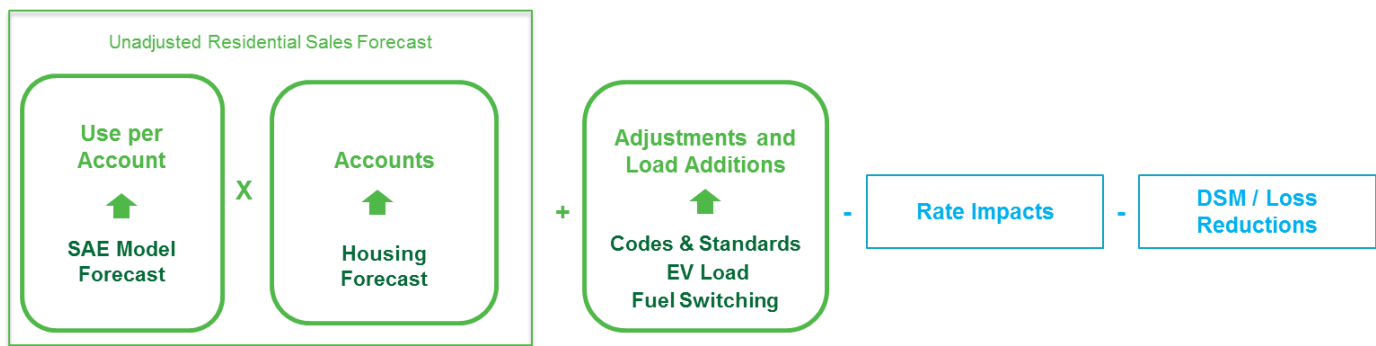 Unadjusted Residential Sales Forecast
Use per
Account
SAE Model
Forecast
X
Accounts
Housing
Forecast
+
Adjustments and
Load Additions
Codes & Standards
EV Load
Fuel Switching
-
Rate Impacts
-
DSM / Loss
Reductions